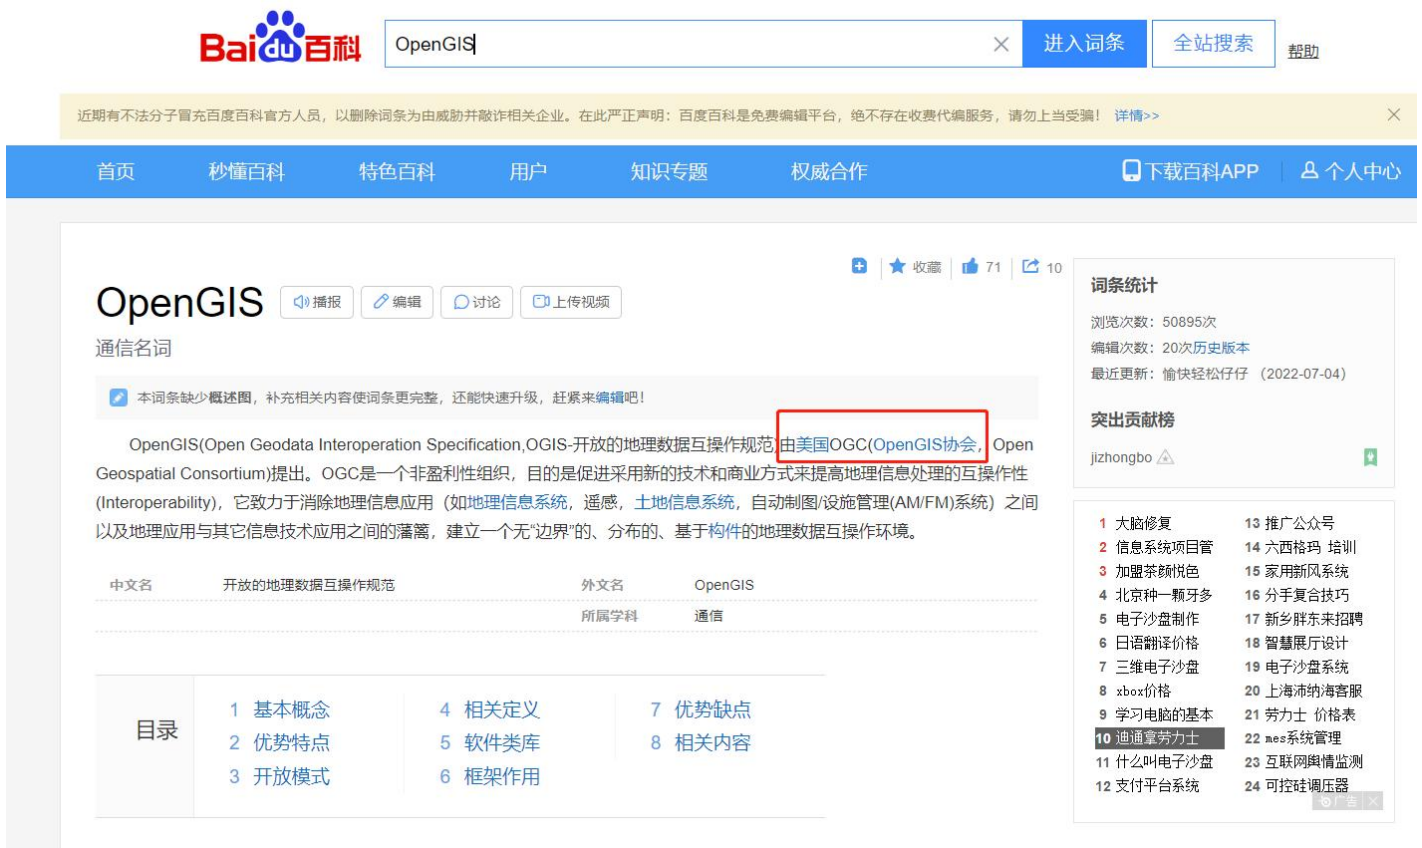 Baidu百科
OpenGIS
进入词条
全站搜索
帮助
近期有不法分子冒充百度百科官方人员，以删除词条为由威胁并敲诈相关企业。在此严正声明：百度百科是免费编辑平台，绝不存在收费代编服务，请勿上当受骗！ 详情>>
首页 秒懂百科 特色百科 用户 知识专题 权威合作 下载百科APP 个人中心
收藏 71 10
OpenGIS 播报 编辑 讨论 上传视频
通信名词
本词条缺少概述图，补充相关内容使词条更完整，还能快速升级，赶紧来编辑吧！
OpenGIS(Open Geodata Interoperation Specification,OGIS-开放的地理数据互操作规范)由美国OGC(OpenGIS协会，Open
Geospatial Consortium)提出。OGC是一个非盈利性组织，目的是促进采用新的技术和商业方式来提高地理信息处理的互操作性
(Interoperability)，它致力于消除地理信息应用（如地理信息系统，遥感，土地信息系统，自动制图/设施管理(AM/FM)系统）之间
以及地理应用与其它信息技术应用之间的藩篱，建立一个无“边界”的、分布的、基于构件的地理数据互操作环境。
中文名 开放的地理数据互操作规范 外文名 OpenGIS
所属学科 通信
目录
1 基本概念
2 优势特点
3 开放模式
4 相关定义
5 软件类库
6 框架作用
7 优势缺点
8 相关内容
词条统计
浏览次数：50895次
编辑次数：20次历史版本
最近更新：愉快轻松仔仔 （2022-07-04）
突出贡献榜
jizhongbo
1 大脑修复
2 信息系统项目管
3 加盟茶颜悦色
4 北京种一颗牙多
5 电子沙盘制作
6 日语翻译价格
7 三维电子沙盘
8 xbox价格
9 学习电脑的基本
10 迪通拿劳力士
11 什么叫电子沙盘
12 支付平台系统
13 推广公众号
14 六西格玛 培训
15 家用新风系统
16 分手复合技巧
17 新乡胖东来招聘
18 智慧展厅设计
19 电子沙盘系统
20 上海沛纳海客服
21 劳力士 价格表
22 mes系统管理
23 互联网舆情监测
24 可控硅调压器
广告